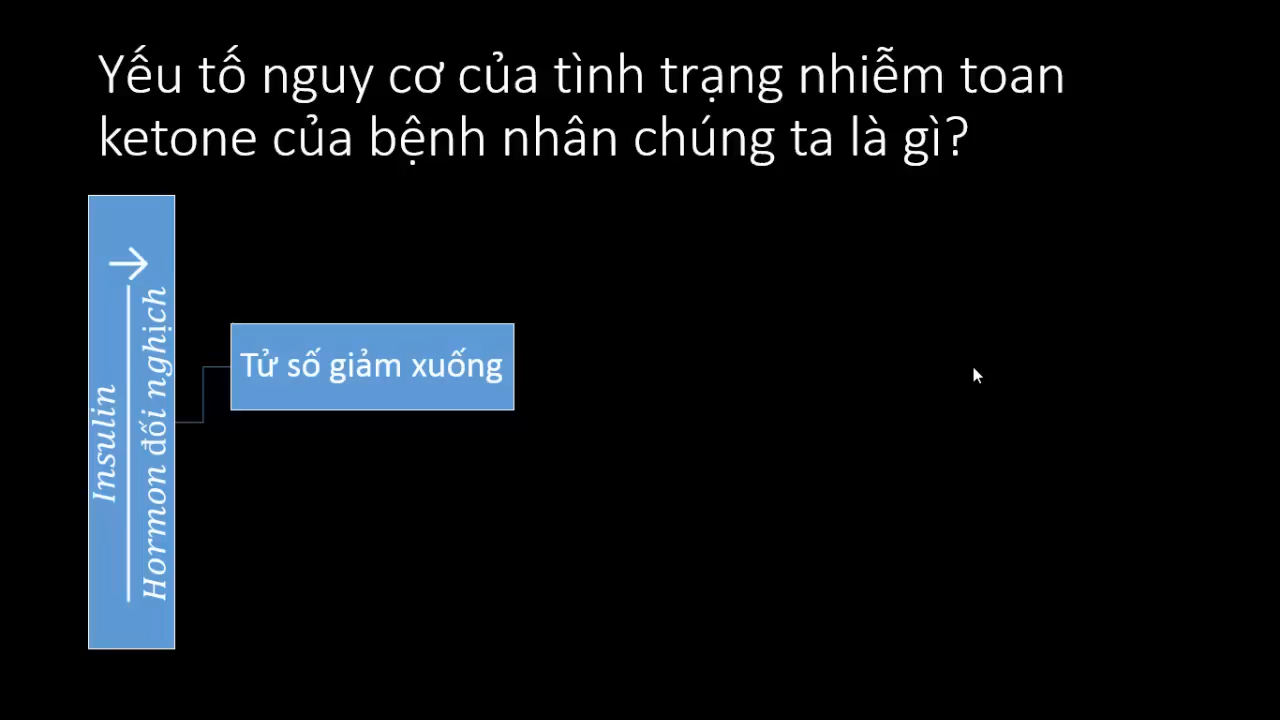 Yếu tố nguy cơ của tình trạng nhiễm toan
ketone của bệnh nhân chúng ta là gì?
Insulin
Hormon đối nghịch
→
Tử số giảm xuống